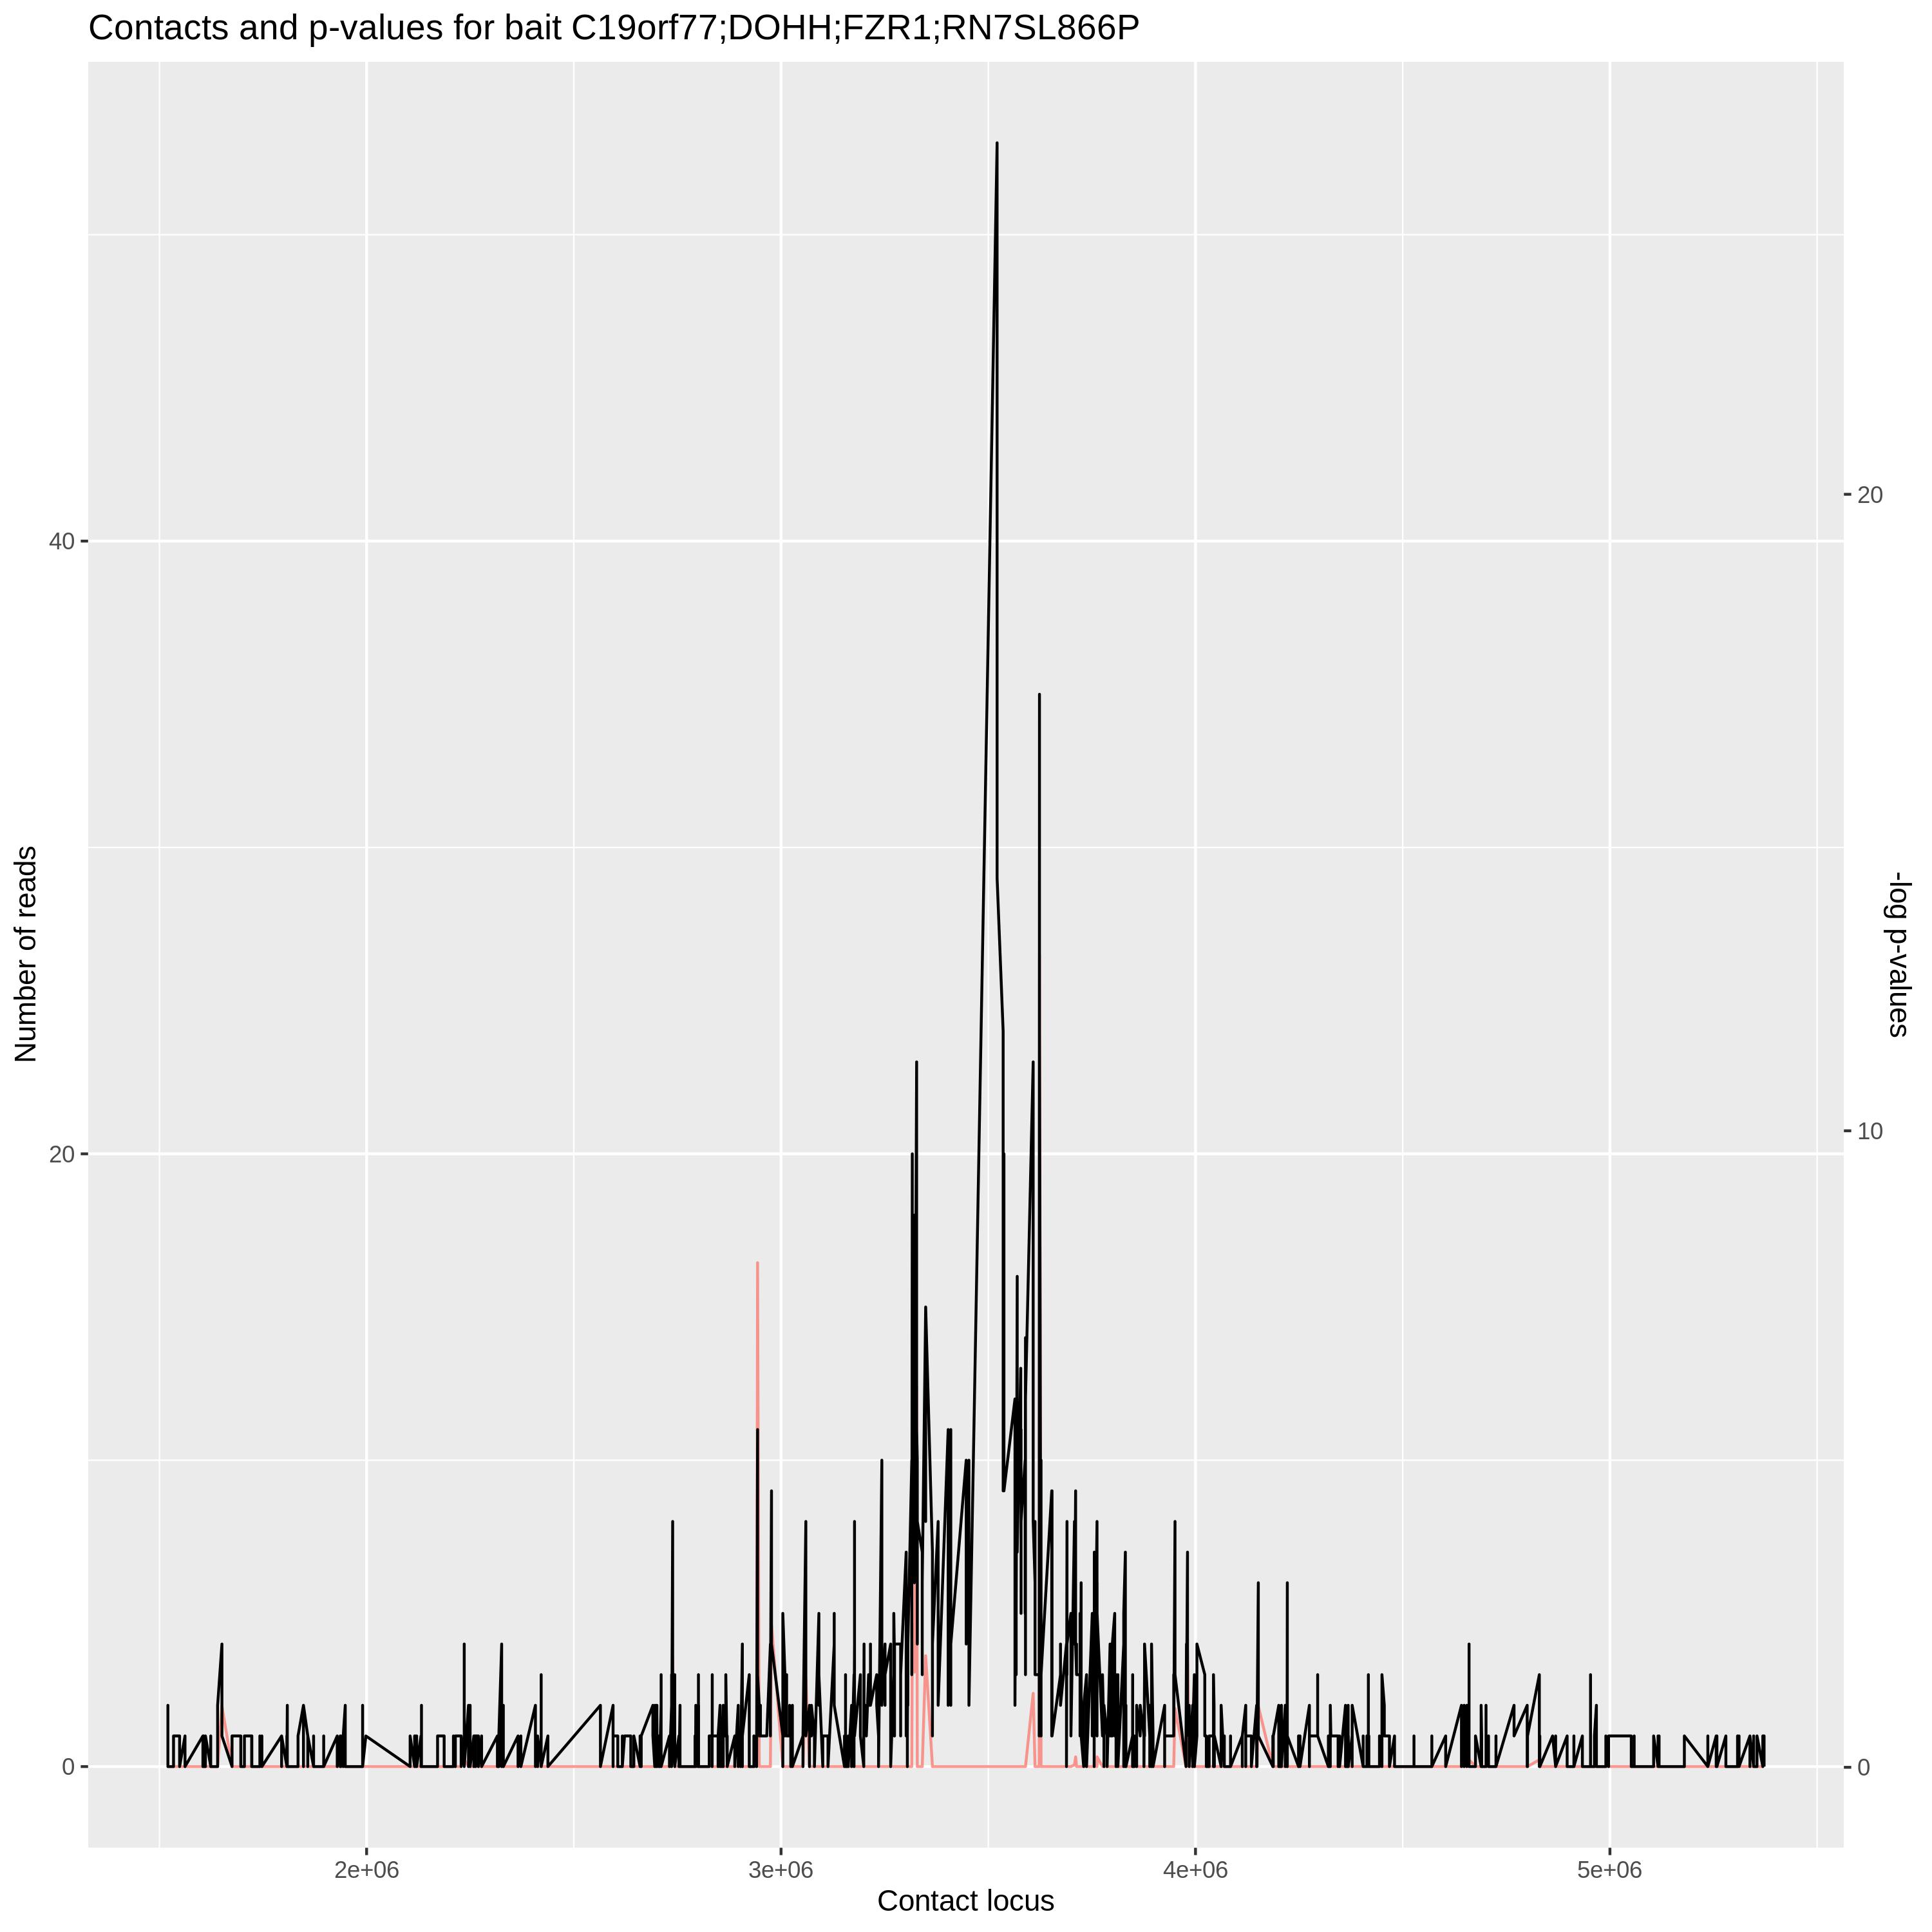 Contacts and p-values for bait C19orf77;DOHH;FZR1;RN7SL866P
Number of reads
40
20
0
20
10
0
-log p-values
2e+06
3e+06
4e+06
5e+06
Contact locus